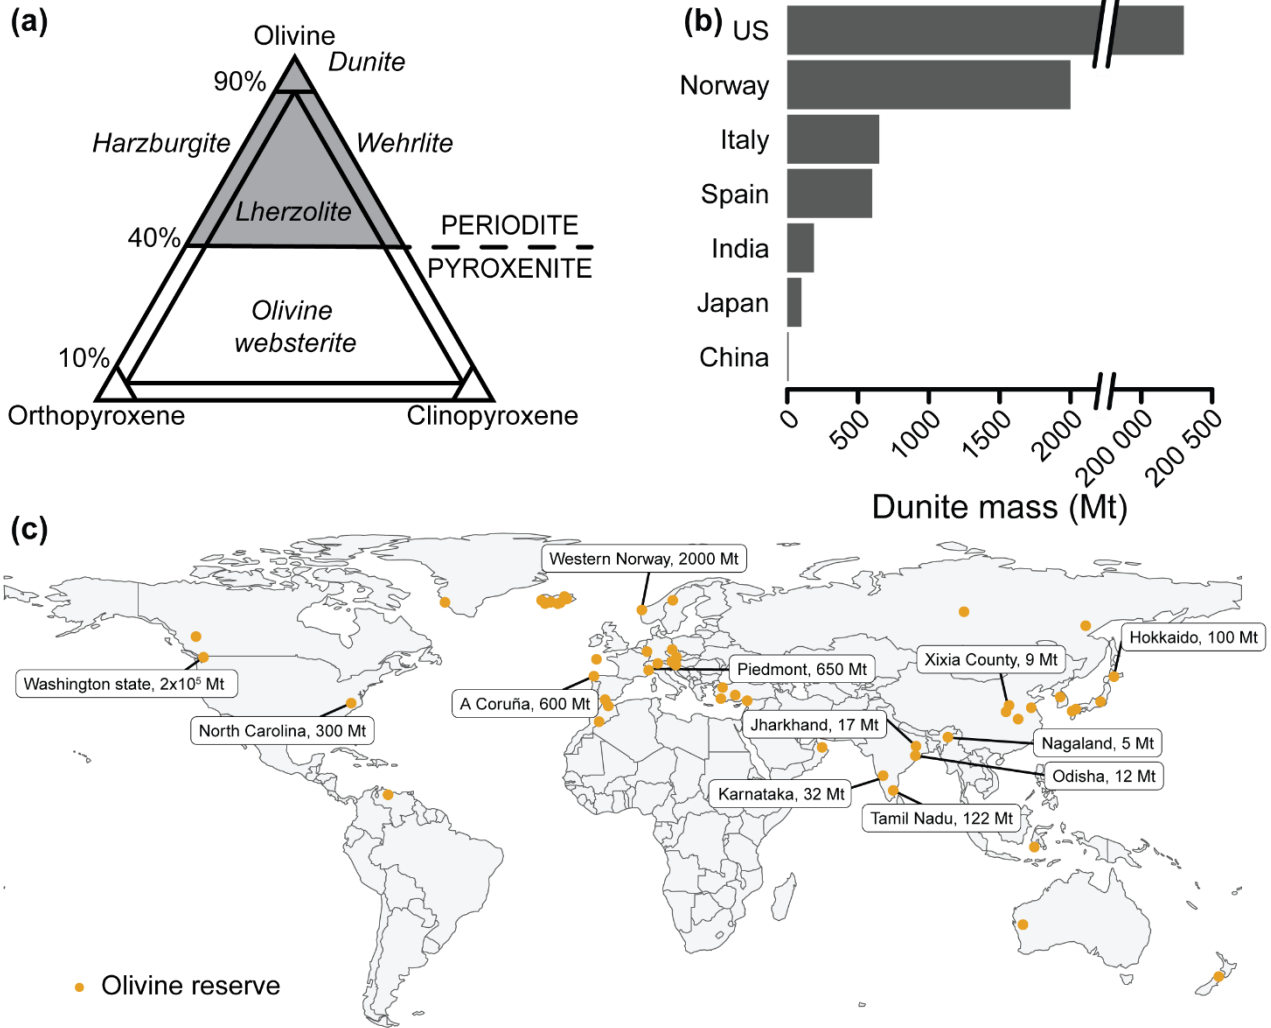 (a)
Olivine
Dunite
90%
Harzburgite
Wehrlite
Lherzolite
40%
PERIODITE
PYROXENITE
Olivine
websterite
10%
Orthopyroxene
Clinopyroxene
(b)
US
Norway
Italy
Spain
India
Japan
China
0
500
1000
1500
2000
200 000
200 500
Dunite mass (Mt)
(c)
Western Norway, 2000 Mt
Hokkaido, 100 Mt
Xixia County, 9 Mt
Piedmont, 650 Mt
Washington state, 2x10⁵ Mt
A Coruña, 600 Mt
North Carolina, 300 Mt
Jharkhand, 17 Mt
Nagaland, 5 Mt
Odisha, 12 Mt
Karnataka, 32 Mt
Tamil Nadu, 122 Mt
Olivine reserve